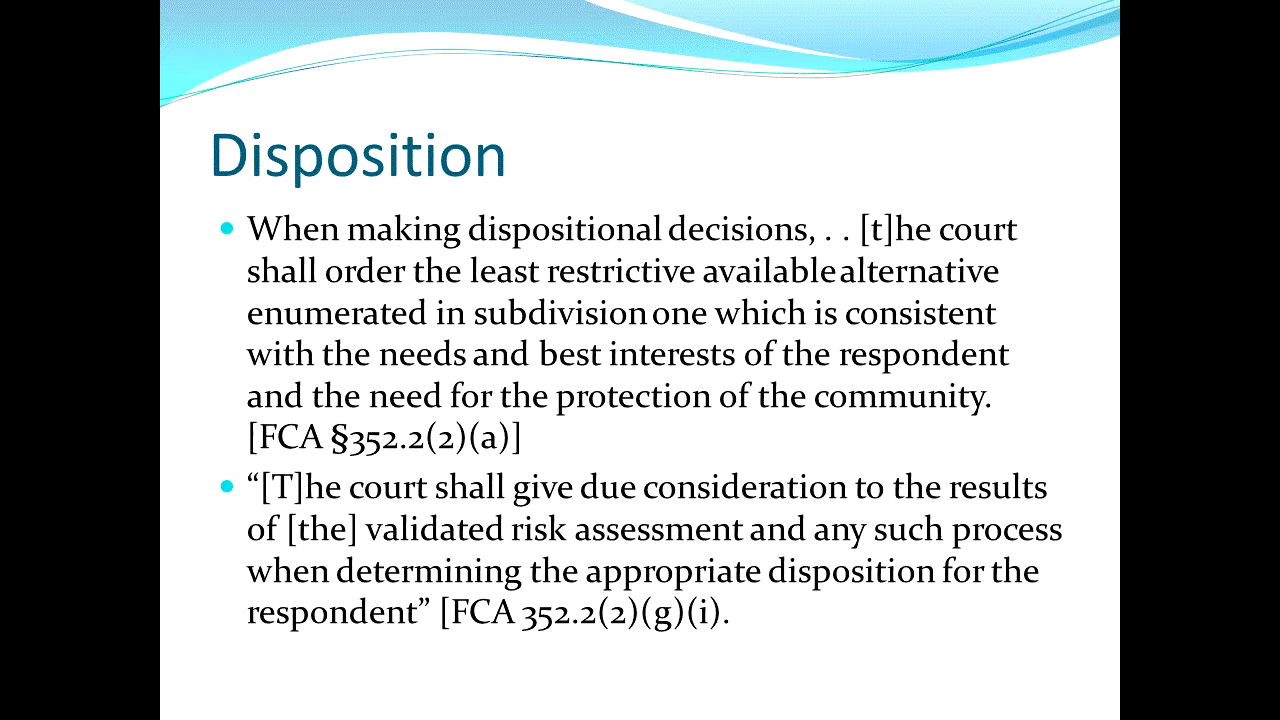 Disposition
When making dispositional decisions, . . [t]he court
shall order the least restrictive available alternative
enumerated in subdivision one which is consistent
with the needs and best interests of the respondent
and the need for the protection of the community.
[FCA §352.2(2)(a)]
“[T]he court shall give due consideration to the results
of [the] validated risk assessment and any such process
when determining the appropriate disposition for the
respondent” [FCA 352.2(2)(g)(i).